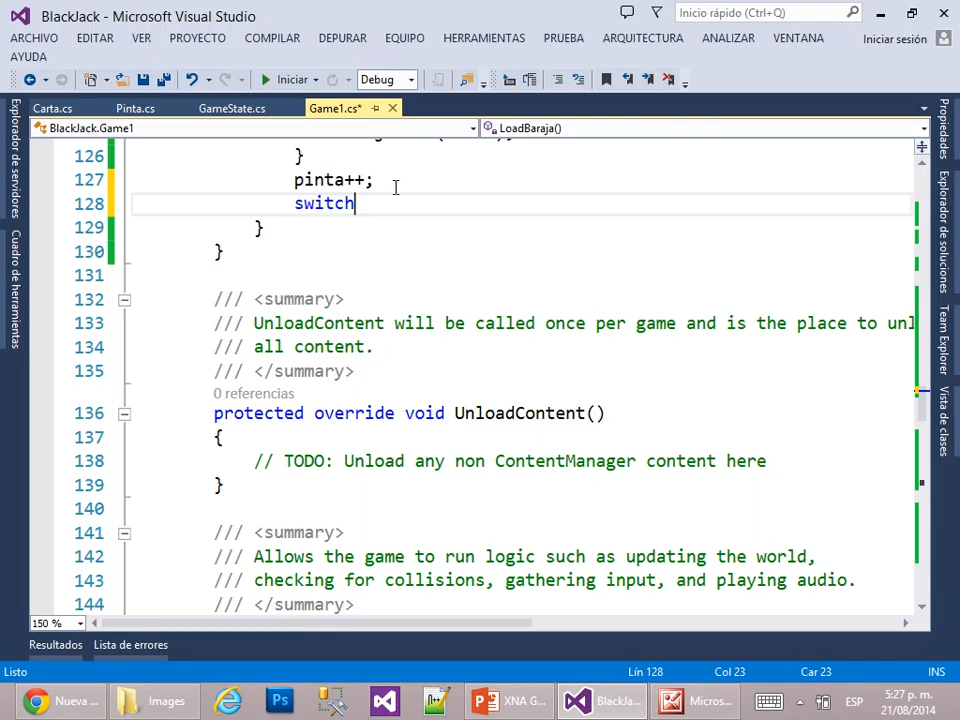 BlackJack - Microsoft Visual Studio
Inicio rápido (Ctrl+Q)
ARCHIVO EDITAR VER PROYECTO COMPILAR DEPURAR EQUIPO HERRAMIENTAS PRUEBA ARQUITECTURA ANALIZAR VENTANA Iniciar sesión
AYUDA
Iniciar Debug
Carta.cs Pinta.cs GameState.cs Game1.cs*
BlackJack.Game1 LoadBaraja()
126 }
127 pinta++;
128 switch
129 }
130 }
131
132 /// <summary>
133 /// UnloadContent will be called once per game and is the place to unl
134 /// all content.
135 /// </summary>
0 referencias
136 protected override void UnloadContent()
137 {
138 // TODO: Unload any non ContentManager content here
139 }
140
141 /// <summary>
142 /// Allows the game to run logic such as updating the world,
143 /// checking for collisions, gathering input, and playing audio.
144 /// </summary>
150 %
Explorador de servidores
Cuadro de herramientas
Propiedades
Explorador de soluciones
Team Explorer
Vista de clases
Resultados Lista de errores
Listo Lín 128 Col 23 Car 23 INS
Nueva ... Images Ps XNA G... BlackJa... Micros... ESP 5:27 p. m.
21/08/2014